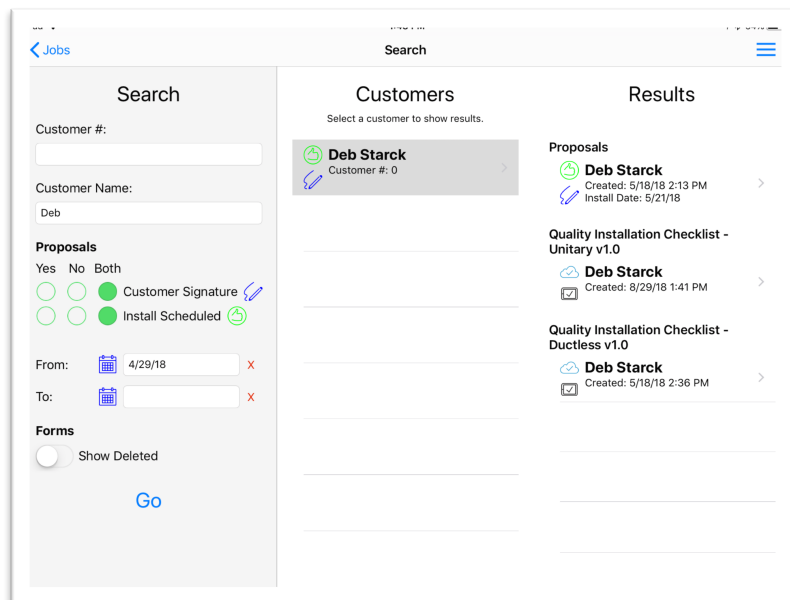 Jobs
Search
Search
Customer #:
Customer Name:
Deb
Proposals
Yes No Both
Customer Signature
Install Scheduled
From:
4/29/18
X
To:
X
Forms
Show Deleted
Go
Customers
Select a customer to show results.
Deb Starck
Customer #: 0
Results
Proposals
Deb Starck
Created: 5/18/18 2:13 PM
Install Date: 5/21/18
Quality Installation Checklist -
Unitary v1.0
Deb Starck
Created: 8/29/18 1:41 PM
Quality Installation Checklist -
Ductless v1.0
Deb Starck
Created: 5/18/18 2:36 PM